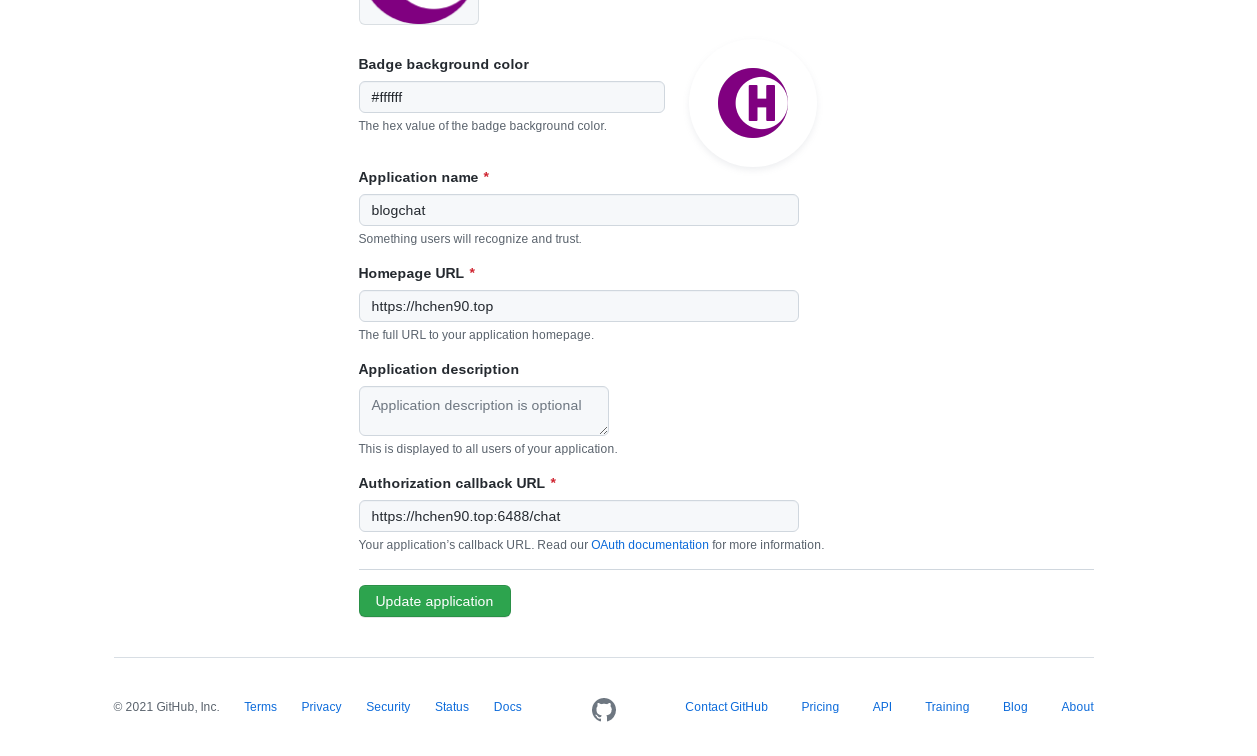 Badge background color
#ffffff
The hex value of the badge background color.
H
Application name *
blogchat
Something users will recognize and trust.
Homepage URL *
https://hchen90.top
The full URL to your application homepage.
Application description
Application description is optional
This is displayed to all users of your application.
Authorization callback URL *
https://hchen90.top:6488/chat
Your application’s callback URL. Read our OAuth documentation for more information.
Update application
© 2021 GitHub, Inc. Terms Privacy Security Status Docs Contact GitHub Pricing API Training Blog About